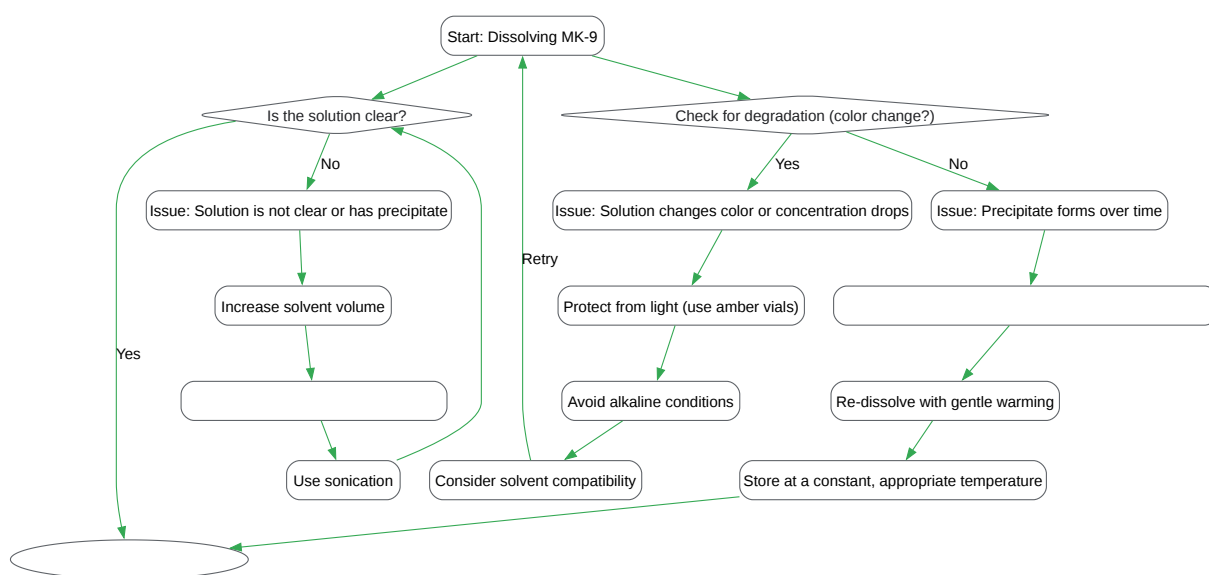 Start: Dissolving MK-9
Is the solution clear?
Check for degradation (color change?)
No
Yes
No
Issue: Solution is not clear or has precipitate
Issue: Solution changes color or concentration drops
Issue: Precipitate forms over time
Retry
Increase solvent volume
Protect from light (use amber vials)
Yes
Avoid alkaline conditions
Re-dissolve with gentle warming
Use sonication
Consider solvent compatibility
Store at a constant, appropriate temperature